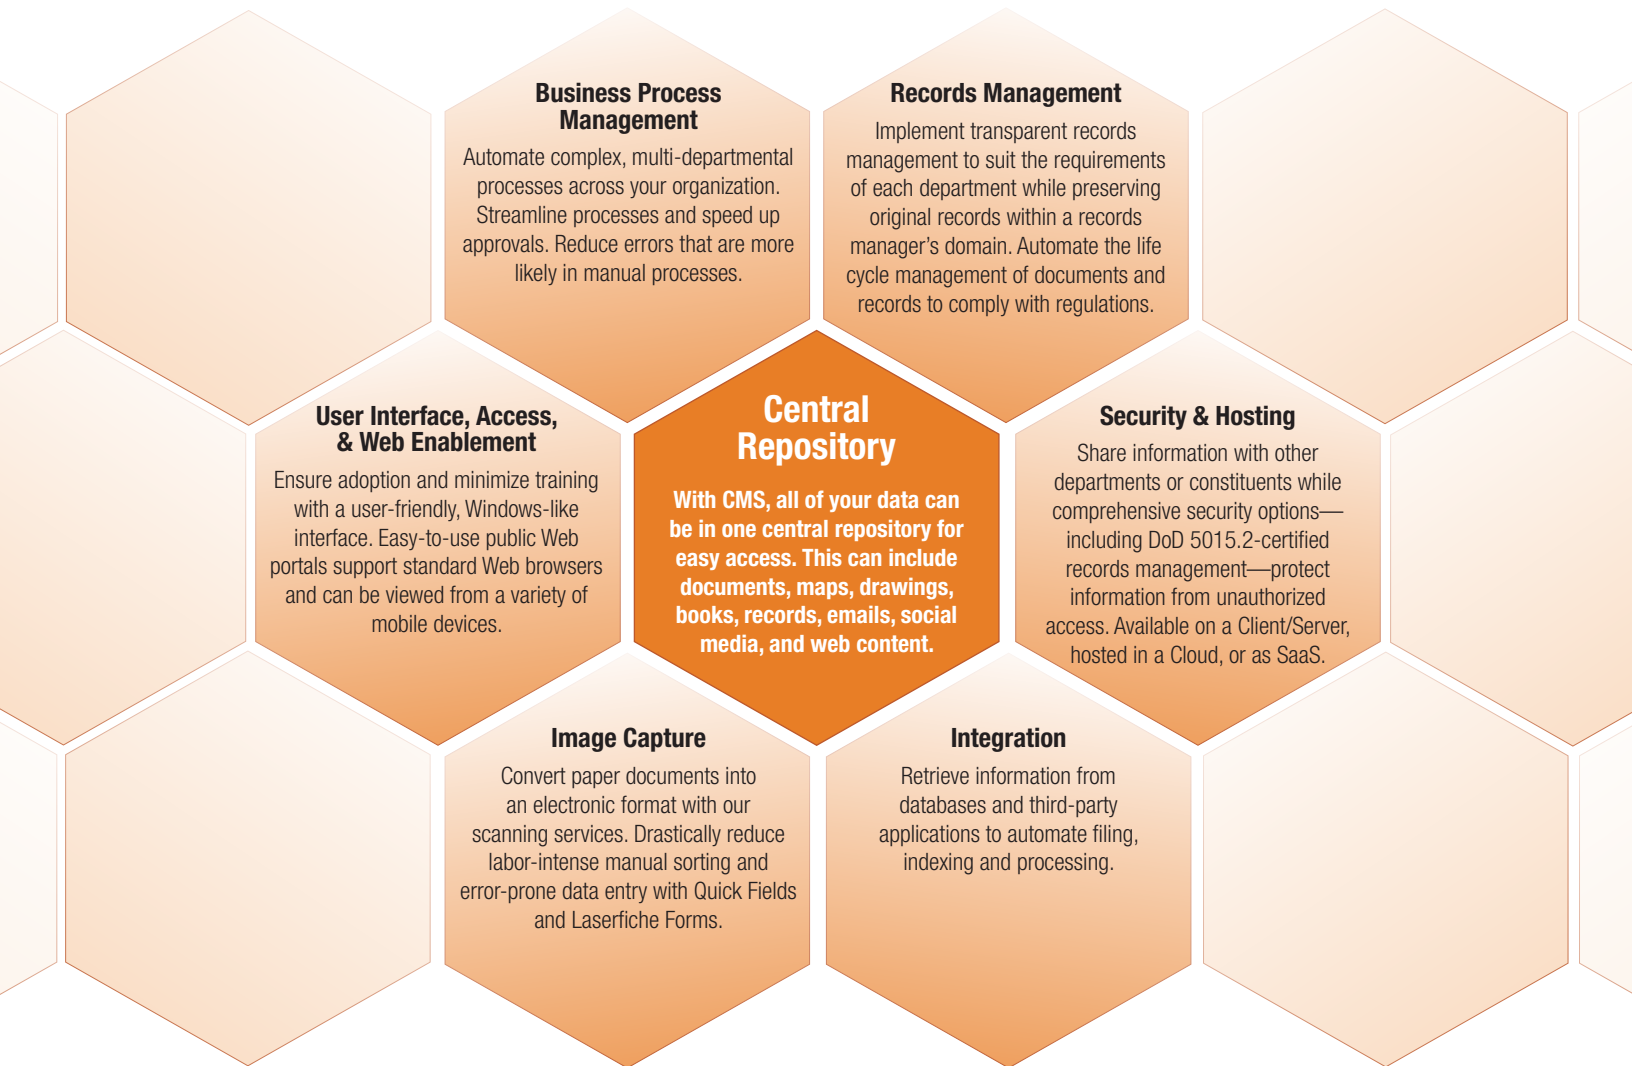 Business Process
Management
Automate complex, multi-departmental
processes across your organization.
Streamline processes and speed up
approvals. Reduce errors that are more
likely in manual processes.
Records Management
Implement transparent records
management to suit the requirements
of each department while preserving
original records within a records
manager’s domain. Automate the life
cycle management of documents and
records to comply with regulations.
User Interface, Access,
& Web Enablement
Ensure adoption and minimize training
with a user-friendly, Windows-like
interface. Easy-to-use public Web
portals support standard Web browsers
and can be viewed from a variety of
mobile devices.
Central
Repository
With CMS, all of your data can
be in one central repository for
easy access. This can include
documents, maps, drawings,
books, records, emails, social
media, and web content.
Security & Hosting
Share information with other
departments or constituents while
comprehensive security options—
including DoD 5015.2-certified
records management—protect
information from unauthorized
access. Available on a Client/Server,
hosted in a Cloud, or as SaaS.
Image Capture
Convert paper documents into
an electronic format with our
scanning services. Drastically reduce
labor-intense manual sorting and
error-prone data entry with Quick Fields
and Laserfiche Forms.
Integration
Retrieve information from
databases and third-party
applications to automate filing,
indexing and processing.